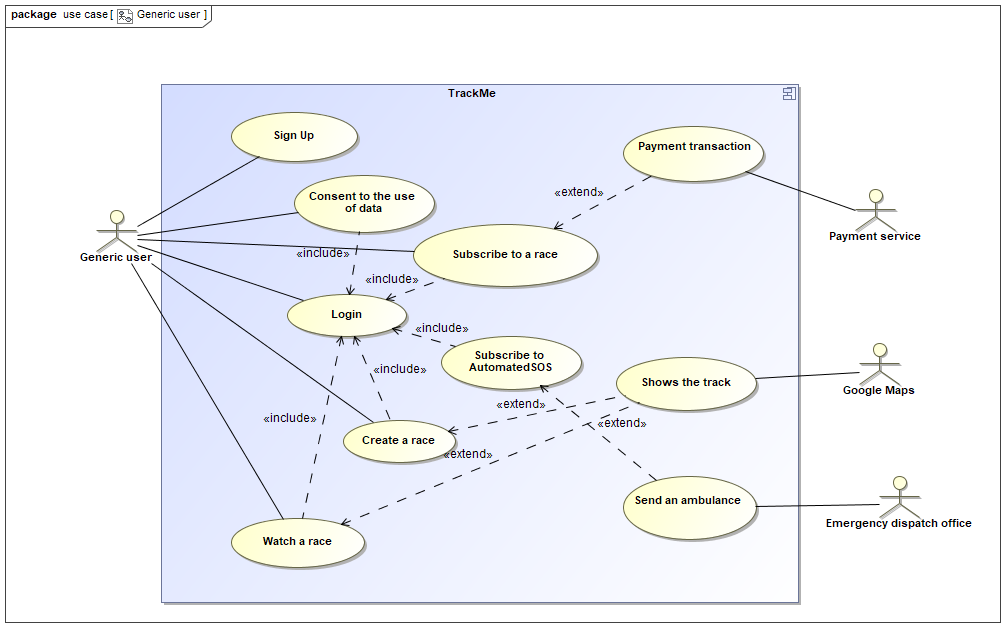 package use case [ Generic user ]
TrackMe
Sign Up
Payment transaction
Consent to the use
of data
«extend»
Generic user
Payment service
«include»
Subscribe to a race
«include»
Login
«include»
Subscribe to
AutomatedSOS
«include»
Shows the track
Google Maps
«extend»
«include»
«extend»
Create a race
«extend»
Send an ambulance
Emergency dispatch office
Watch a race